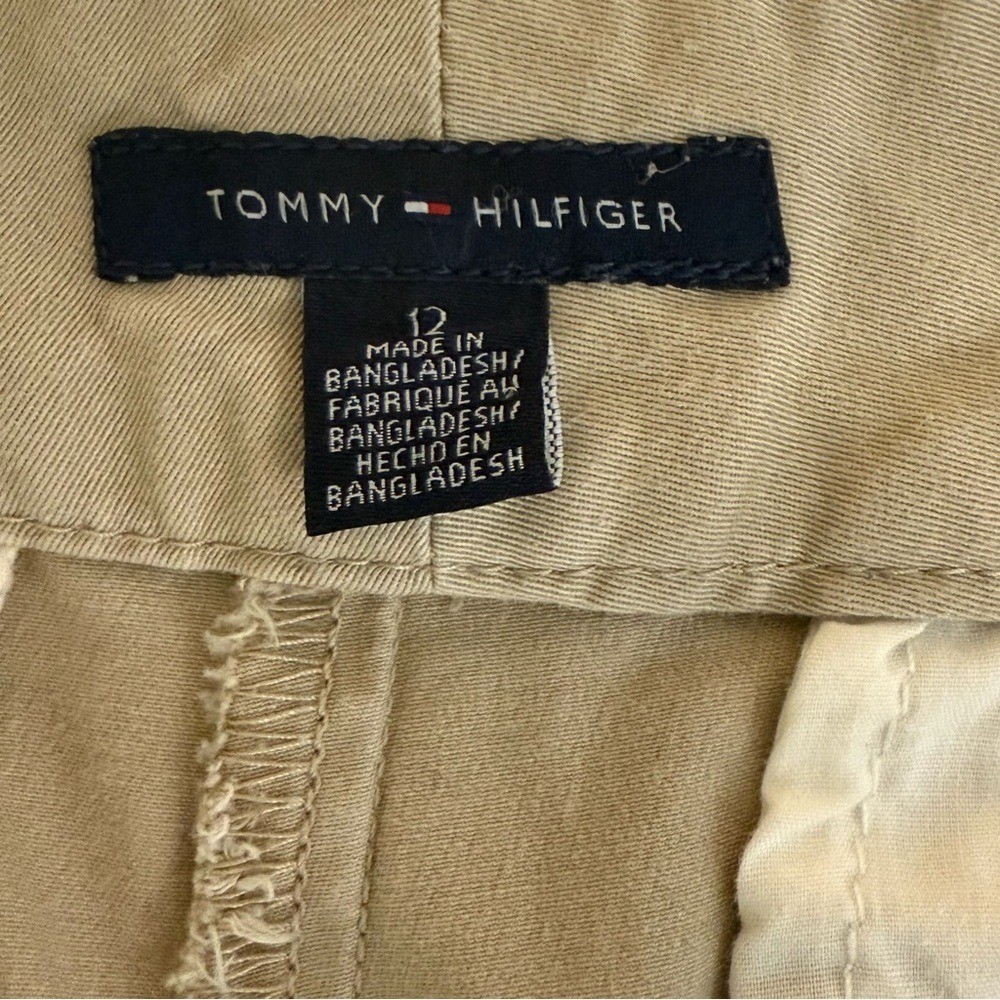 TOMMY HILFIGER
12
MADE IN
BANGLADESH/
FABRIQUÉ AU
BANGLADESH/
HECHO EN
BANGLADESH